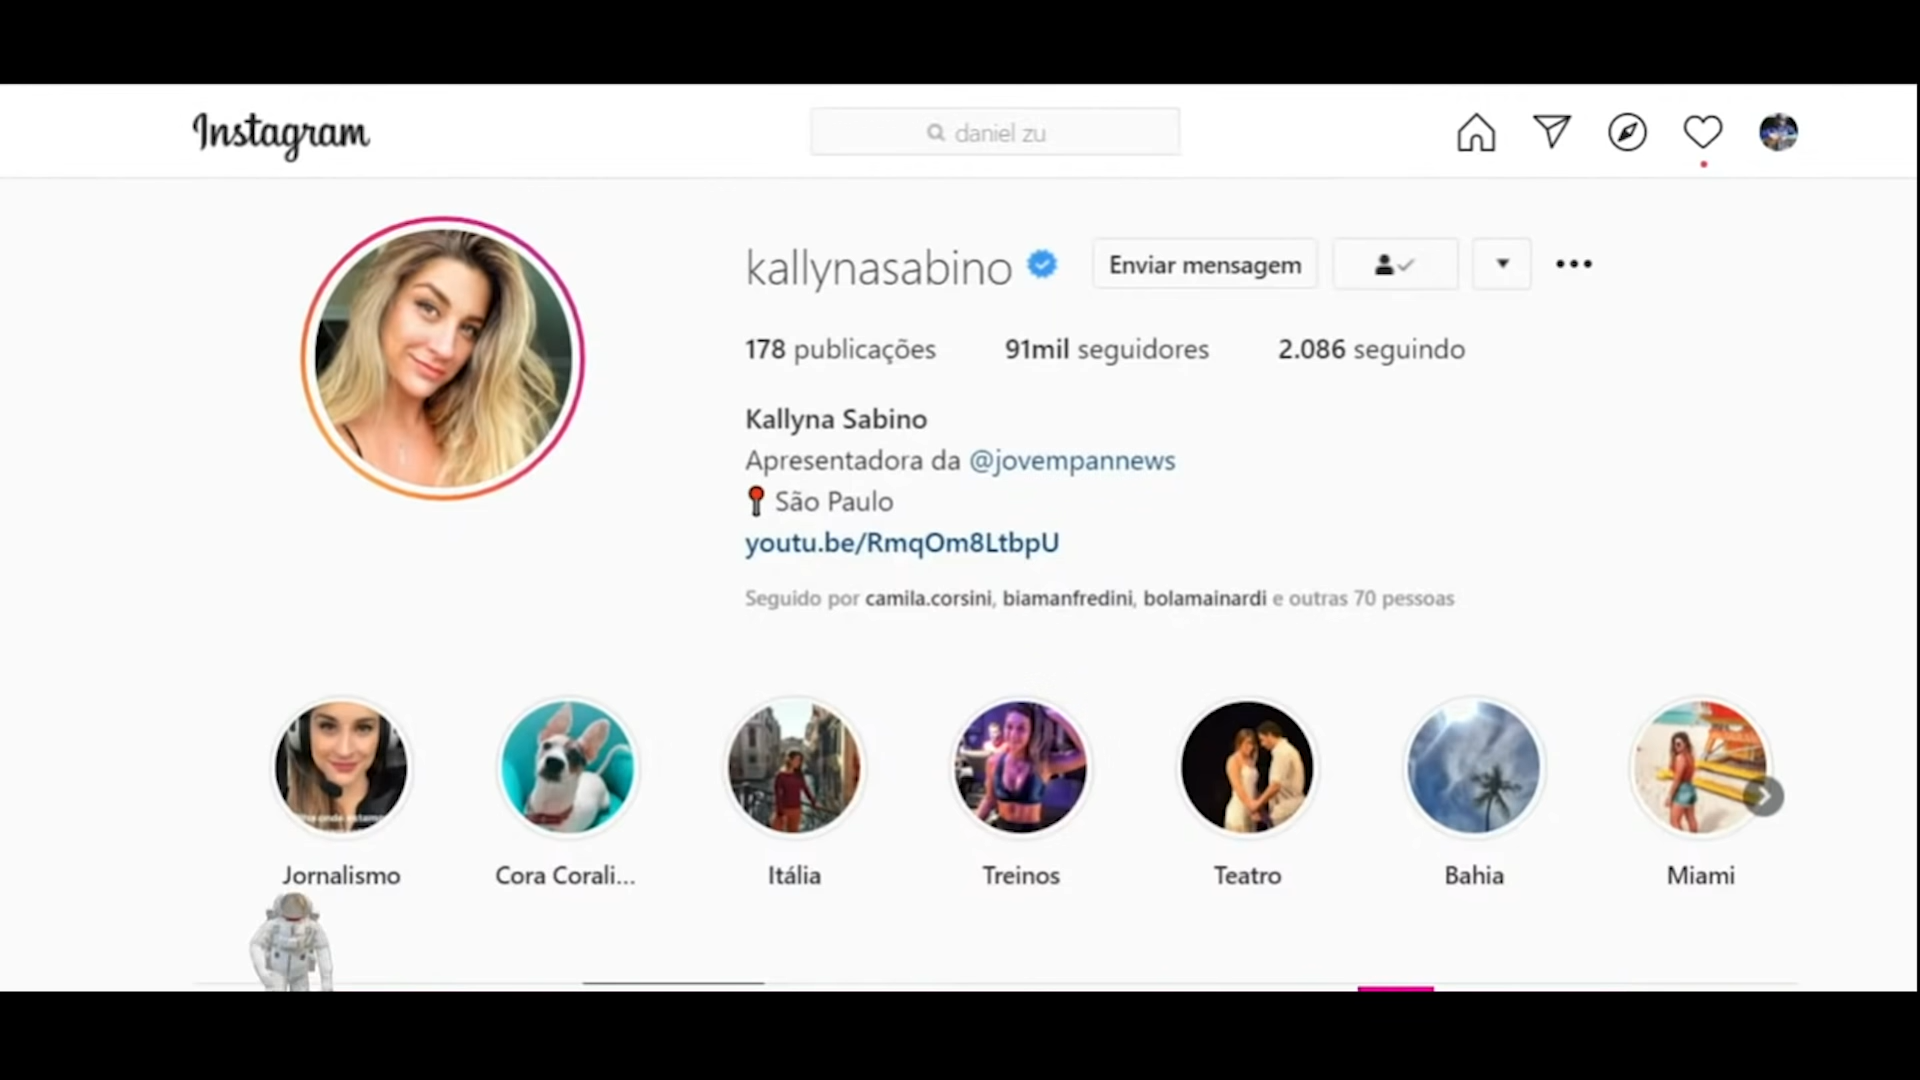 Instagram
daniel zu
kallynasabino
Enviar mensagem
178 publicações 91mil seguidores 2.086 seguindo
Kallyna Sabino
Apresentadora da @jovempannews
São Paulo
youtu.be/RmqOm8LtbpU
Seguido por camila.corsini, biamanfredini, bolamainardi e outras 70 pessoas
Jornalismo Cora Corali... Itália Treinos Teatro Bahia Miami